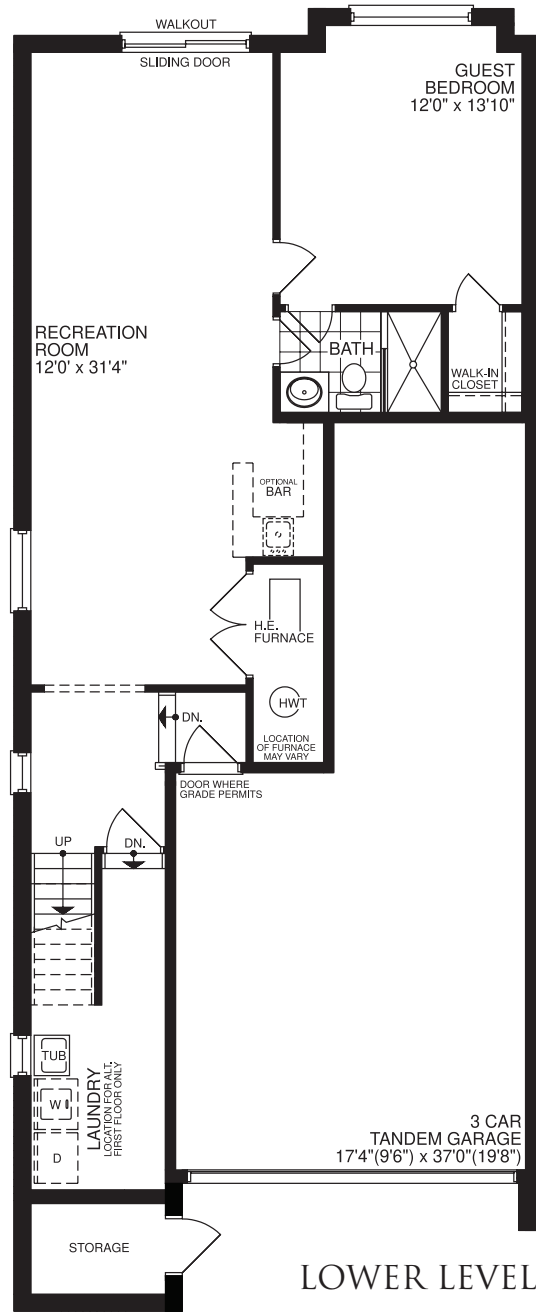 WALKOUT
SLIDING DOOR
GUEST
BEDROOM
12'0" x 13'10"
RECREATION
ROOM
12'0' x 31'4"
BATH
WALK-IN
CLOSET
OPTIONAL
BAR
H.E.
FURNACE
HWT
LOCATION
OF FURNACE
MAY VARY
DN.
DOOR WHERE
GRADE PERMITS
UP
DN.
TUB
W
D
LAUNDRY
LOCATION FOR ALT.
FIRST FLOOR ONLY
3 CAR
TANDEM GARAGE
17'4"(9'6") x 37'0"(19'8")
STORAGE
LOWER LEVEL